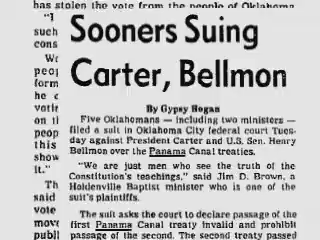 has stolen the vote from the people of Oklahoma
"T
such
cons
We
peop
form
he c
votin
on th
peop
this
show
it."
Th
said
vote
move
publi
Sooners Suing
Carter, Bellmon
By Gypsy Hogan
Five Oklahomans — including two ministers —
filed a suit in Oklahoma City federal court Tues-
day against President Carter and U.S. Sen. Henry
Bellmon over the Panama Canal treaties.
"We are just men who see the truth of the
Constitution's teachings," said Jim D. Brown, a
Holdenville Baptist minister who is one of the
suit's plaintiffs.
The suit asks the court to declare passage of the
first Panama Canal treaty invalid and prohibit
passage of the second. The second treaty passed